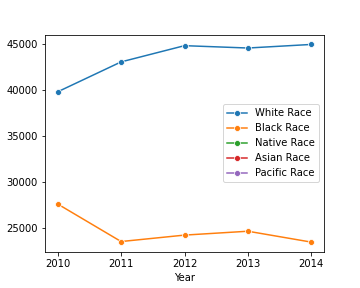 45000
40000
35000
30000
25000
White Race
Black Race
Native Race
Asian Race
Pacific Race
2010 2011 2012 2013 2014
Year